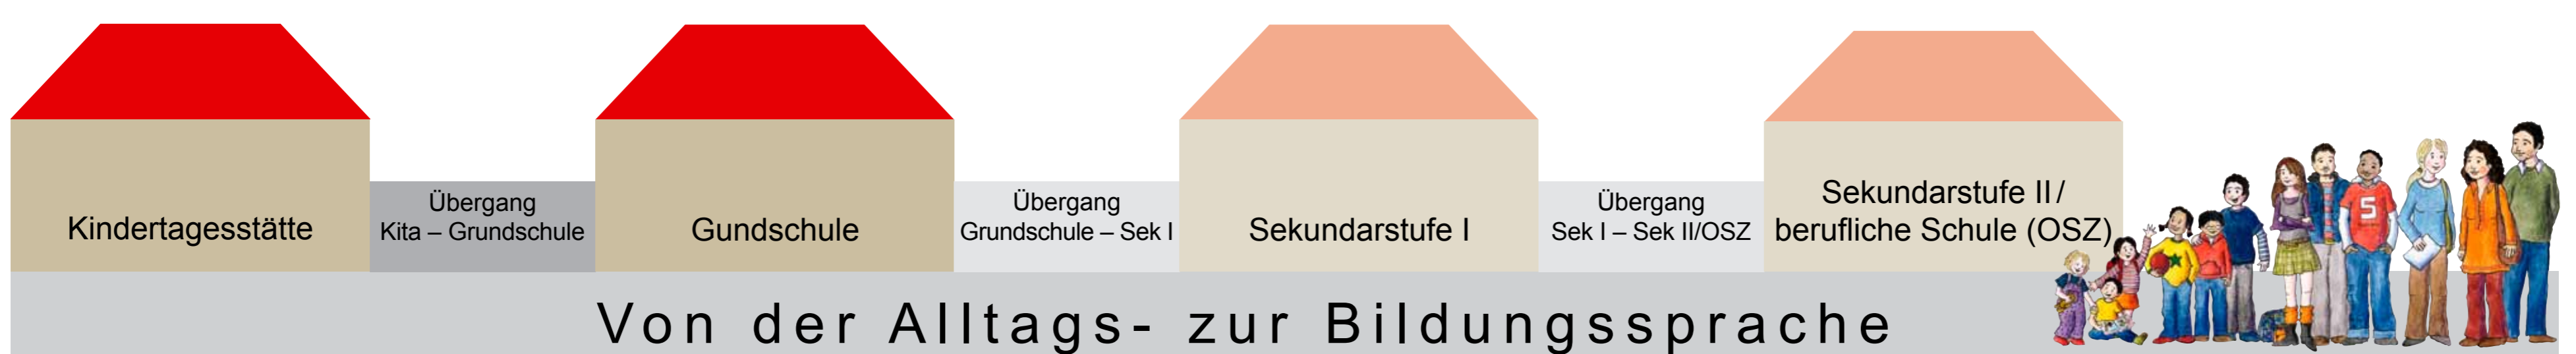 Kindertagesstätte
Übergang
Kita – Grundschule
Gundschule
Übergang
Grundschule – Sek I
Sekundarstufe I
Übergang
Sek I – Sek II/OSZ
Sekundarstufe II/
berufliche Schule (OSZ)
5
Von der Alltags- zur Bildungssprache